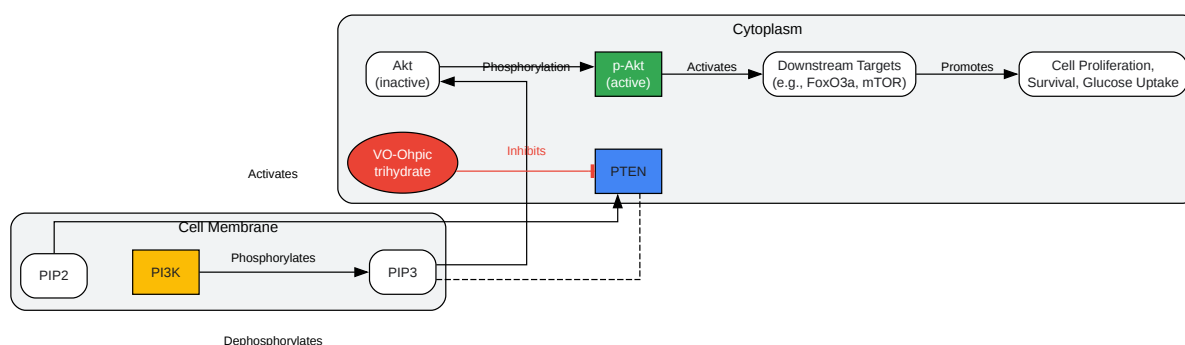 Cytoplasm
Akt
(inactive)
Phosphorylation
p-Akt
(active)
Activates
Downstream Targets
(e.g., FoxO3a, mTOR)
Promotes
Cell Proliferation,
Survival, Glucose Uptake
VO-Ohpic
trihydrate
Inhibits
PTEN
Activates
Cell Membrane
PIP2
PI3K
Phosphorylates
PIP3
Dephosphorylates